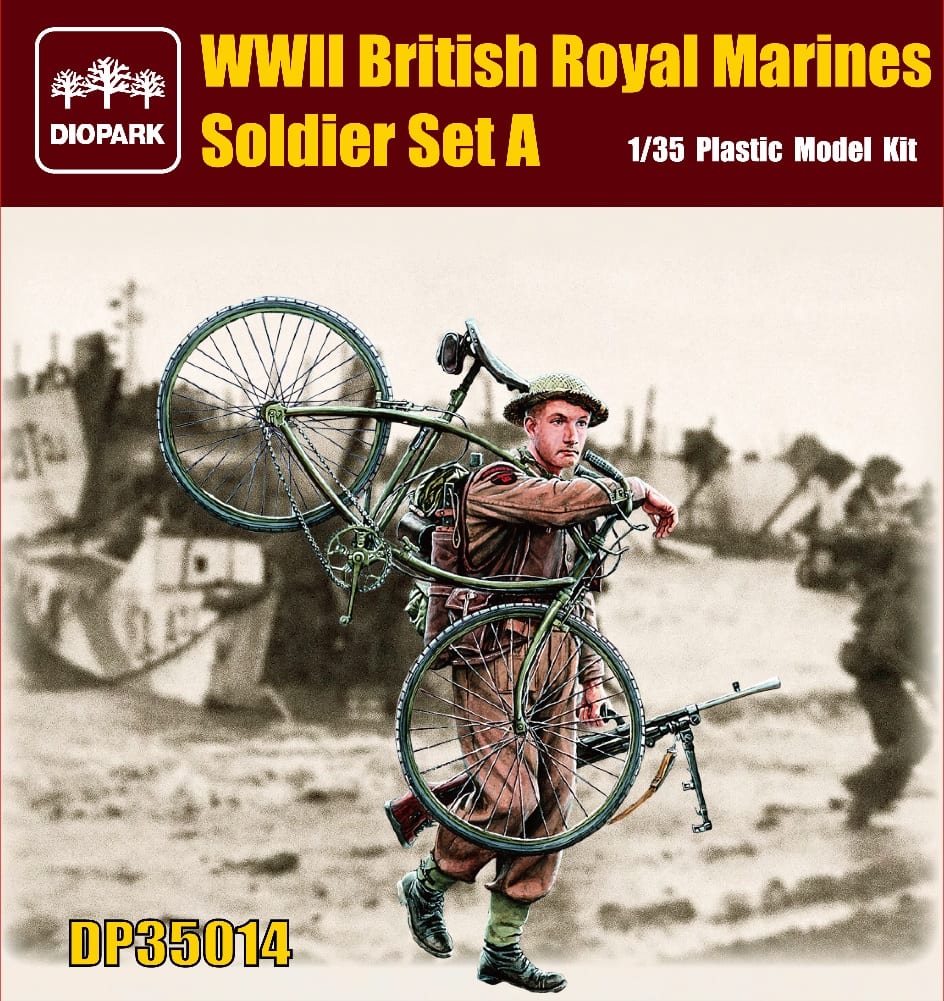 DIOPARK
WWII British Royal Marines
Soldier Set A
1/35 Plastic Model Kit
DP35014